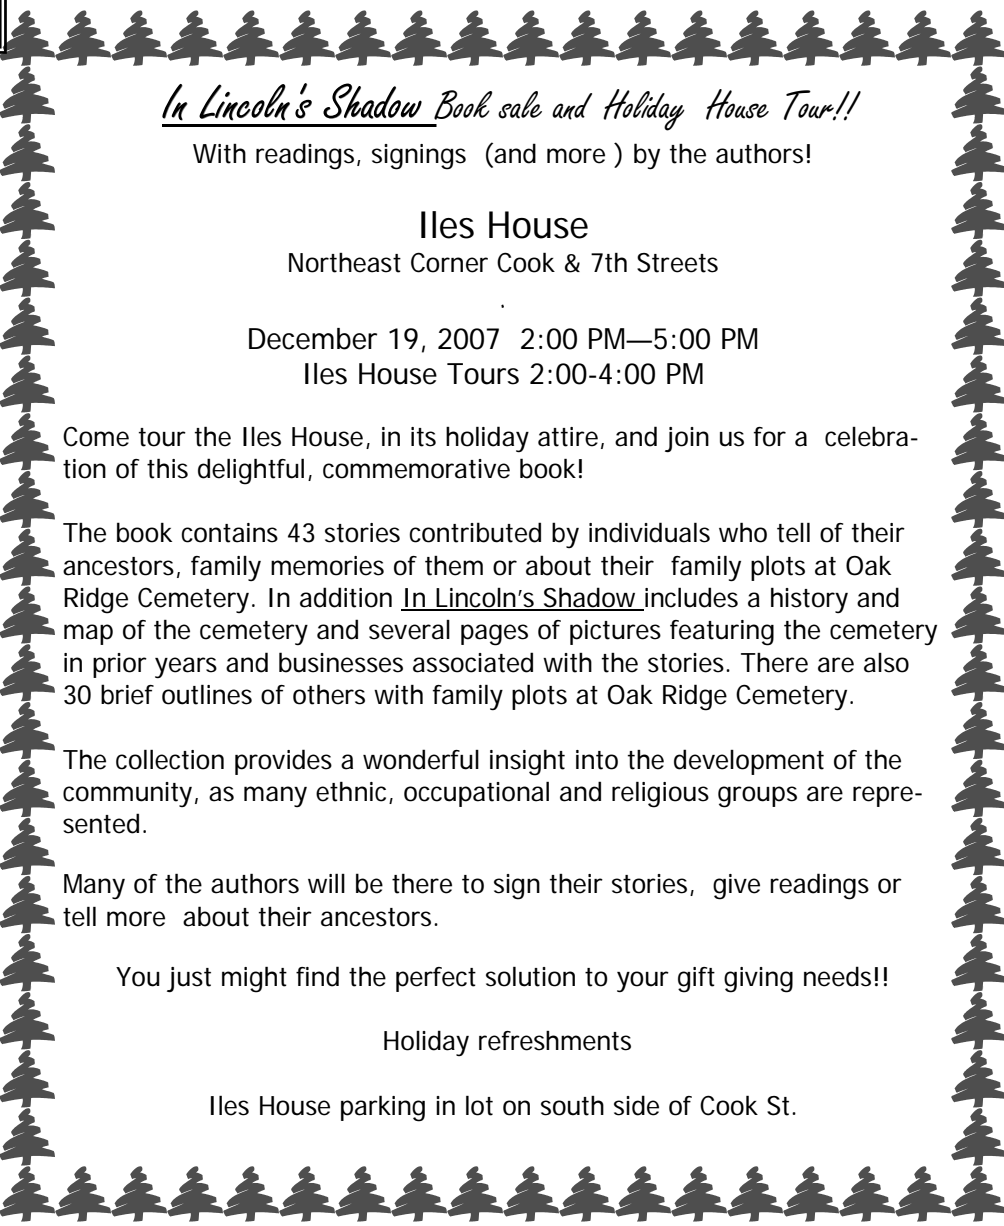 In Lincoln's Shadow Book sale and Holiday House Tour!!
With readings, signings (and more ) by the authors!
Iles House
Northeast Corner Cook & 7th Streets
.
December 19, 2007 2:00 PM—5:00 PM
Iles House Tours 2:00-4:00 PM
Come tour the Iles House, in its holiday attire, and join us for a celebra-
tion of this delightful, commemorative book!
The book contains 43 stories contributed by individuals who tell of their
ancestors, family memories of them or about their family plots at Oak
Ridge Cemetery. In addition In Lincoln's Shadow includes a history and
map of the cemetery and several pages of pictures featuring the cemetery
in prior years and businesses associated with the stories. There are also
30 brief outlines of others with family plots at Oak Ridge Cemetery.
The collection provides a wonderful insight into the development of the
community, as many ethnic, occupational and religious groups are repre-
sented.
Many of the authors will be there to sign their stories, give readings or
tell more about their ancestors.
You just might find the perfect solution to your gift giving needs!!
Holiday refreshments
Iles House parking in lot on south side of Cook St.